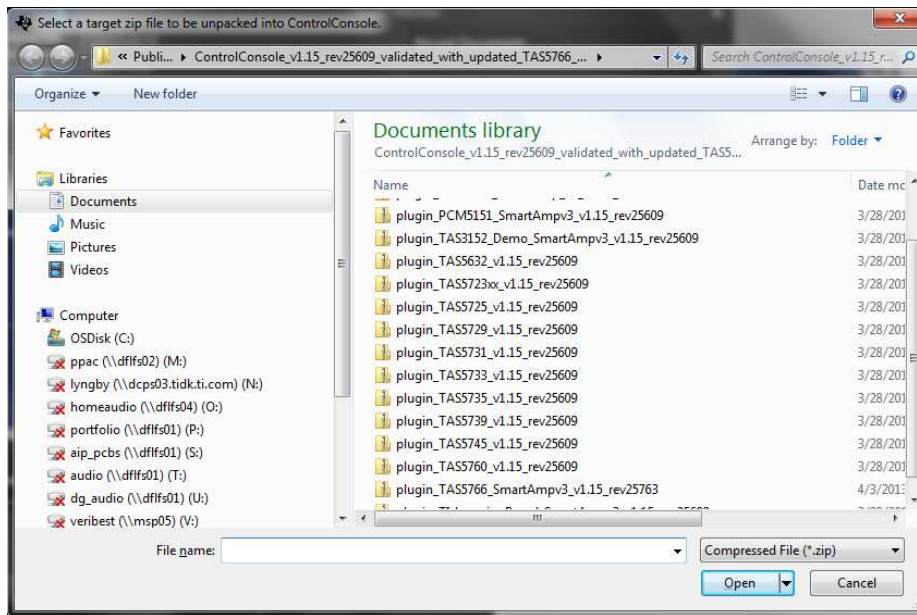 Select a target zip file to be unpacked into ControlConsole.
« Publi... ▸ ControlConsole_v1.15_rev25609_validated_with_updated_TAS5766_... ▸
Search ControlConsole_v1.15_r...
Organize
New folder
Favorites
Libraries
Documents
Music
Pictures
Videos
Computer
OSDisk (C:)
ppac (\\dflfs02) (M:)
lyngby (\\dcps03.tidk.ti.com) (N:)
homeaudio (\\dflfs04) (O:)
portfolio (\\dflfs01) (P:)
aip_pcbs (\\dflfs01) (S:)
audio (\\dflfs01) (T:)
dg_audio (\\dflfs01) (U:)
veribest (\\msp05) (V:)
Documents library
ControlConsole_v1.15_rev25609_validated_with_updated_TAS5...
Arrange by: Folder
Name Date mo
plugin_PCM5151_SmartAmpv3_v1.15_rev25609 3/28/201
plugin_TAS3152_Demo_SmartAmpv3_v1.15_rev25609 3/28/201
plugin_TAS5632_v1.15_rev25609 3/28/201
plugin_TAS5723xx_v1.15_rev25609 3/28/201
plugin_TAS5725_v1.15_rev25609 3/28/201
plugin_TAS5729_v1.15_rev25609 3/28/201
plugin_TAS5731_v1.15_rev25609 3/28/201
plugin_TAS5733_v1.15_rev25609 3/28/201
plugin_TAS5735_v1.15_rev25609 3/28/201
plugin_TAS5739_v1.15_rev25609 3/28/201
plugin_TAS5745_v1.15_rev25609 3/28/201
plugin_TAS5760_v1.15_rev25609 3/28/201
plugin_TAS5766_SmartAmpv3_v1.15_rev25763 4/3/2013
File name:
Compressed File (*.zip)
Open
Cancel